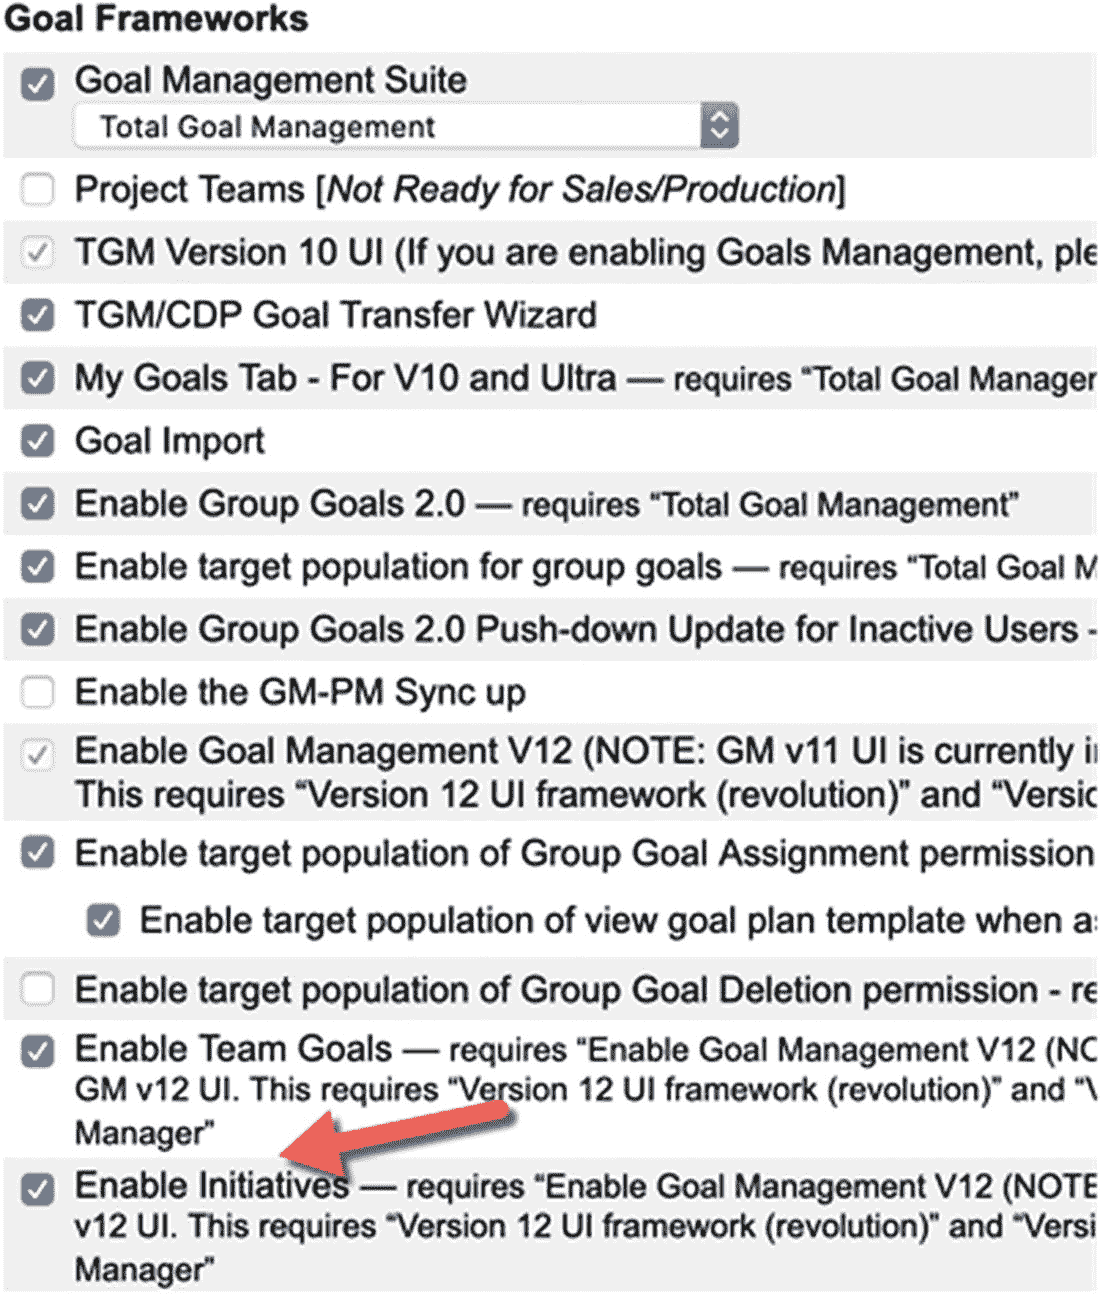 Goal Frameworks
Goal Management Suite
Total Goal Management
Project Teams [Not Ready for Sales/Production]
TGM Version 10 UI (If you are enabling Goals Management, ple
TGM/CDP Goal Transfer Wizard
My Goals Tab - For V10 and Ultra — requires “Total Goal Manager
Goal Import
Enable Group Goals 2.0 — requires “Total Goal Management”
Enable target population for group goals — requires “Total Goal M
Enable Group Goals 2.0 Push-down Update for Inactive Users -
Enable the GM-PM Sync up
Enable Goal Management V12 (NOTE: GM v11 UI is currently i
This requires “Version 12 UI framework (revolution)” and “Versic
Enable target population of Group Goal Assignment permission
Enable target population of view goal plan template when as
Enable target population of Group Goal Deletion permission - re
Enable Team Goals — requires “Enable Goal Management V12 (NO
GM v12 UI. This requires “Version 12 UI framework (revolution)” and “V
Manager”
Enable Initiatives — requires “Enable Goal Management V12 (NOTE
v12 UI. This requires “Version 12 UI framework (revolution)” and “Versi
Manager”